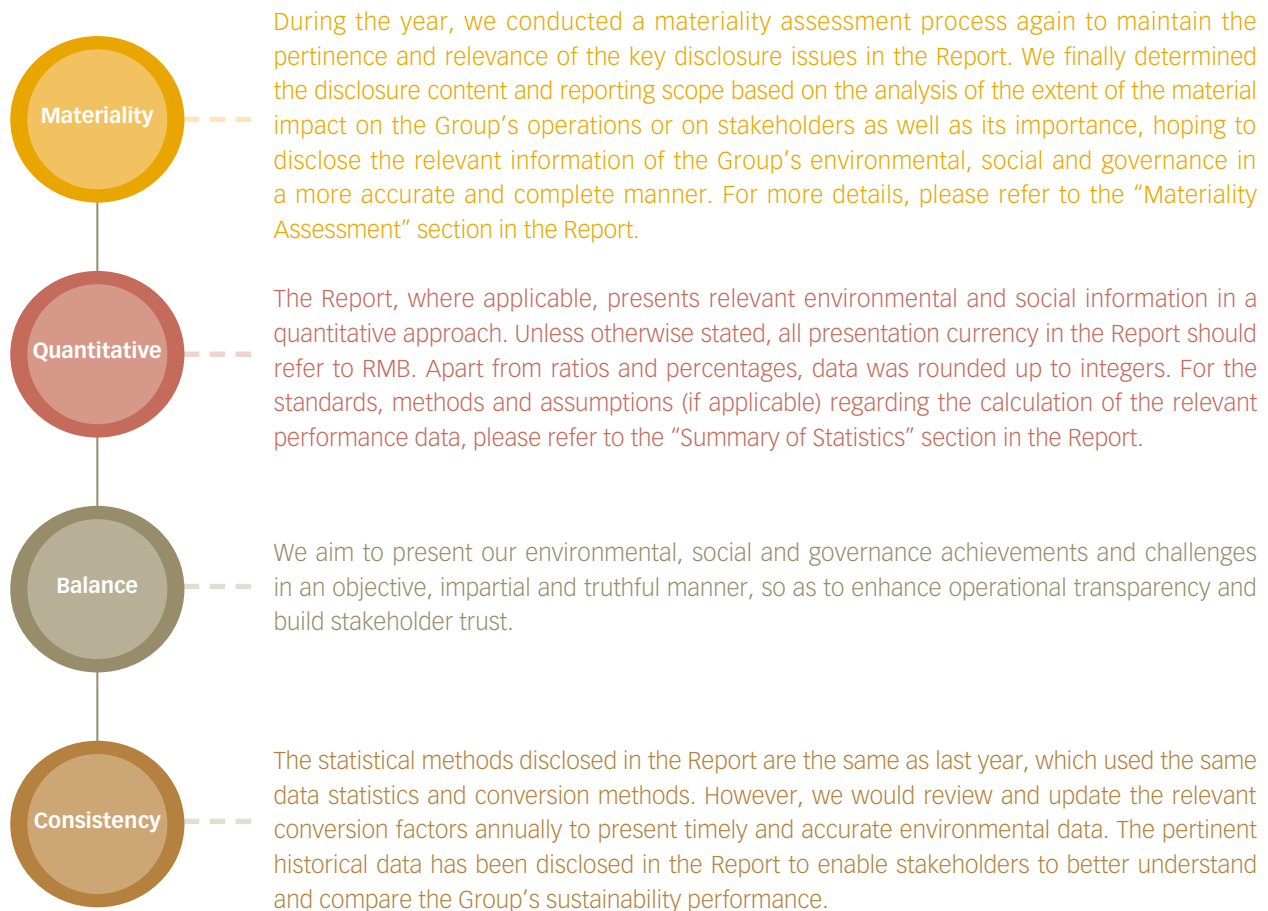 Materiality
During the year, we conducted a materiality assessment process again to maintain the
pertinence and relevance of the key disclosure issues in the Report. We finally determined
the disclosure content and reporting scope based on the analysis of the extent of the material
impact on the Group’s operations or on stakeholders as well as its importance, hoping to
disclose the relevant information of the Group’s environmental, social and governance in
a more accurate and complete manner. For more details, please refer to the “Materiality
Assessment” section in the Report.
Quantitative
The Report, where applicable, presents relevant environmental and social information in a
quantitative approach. Unless otherwise stated, all presentation currency in the Report should
refer to RMB. Apart from ratios and percentages, data was rounded up to integers. For the
standards, methods and assumptions (if applicable) regarding the calculation of the relevant
performance data, please refer to the “Summary of Statistics” section in the Report.
Balance
We aim to present our environmental, social and governance achievements and challenges
in an objective, impartial and truthful manner, so as to enhance operational transparency and
build stakeholder trust.
Consistency
The statistical methods disclosed in the Report are the same as last year, which used the same
data statistics and conversion methods. However, we would review and update the relevant
conversion factors annually to present timely and accurate environmental data. The pertinent
historical data has been disclosed in the Report to enable stakeholders to better understand
and compare the Group’s sustainability performance.